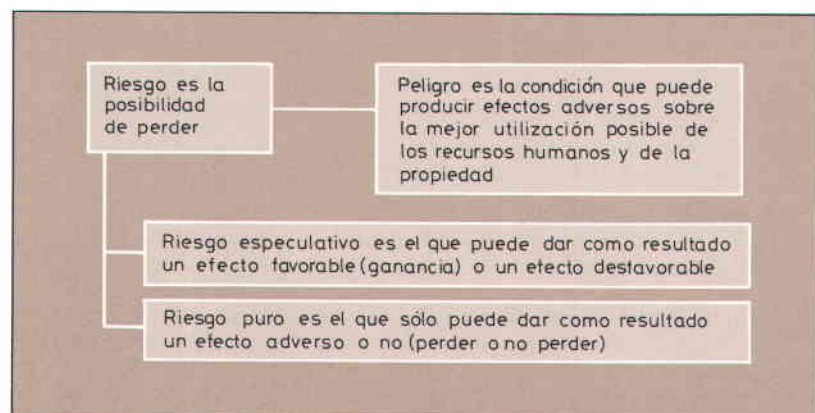 Riesgo es la
posibilidad
de perder
Peligro es la condición que puede
producir efectos adversos sobre
la mejor utilización posible de
los recursos humanos y de la
propiedad
Riesgo especulativo es el que puede dar como resultado
un efecto favorable (ganancia) o un efecto desfavorable
Riesgo puro es el que sólo puede dar como resultado
un efecto adverso o no (perder o no perder)